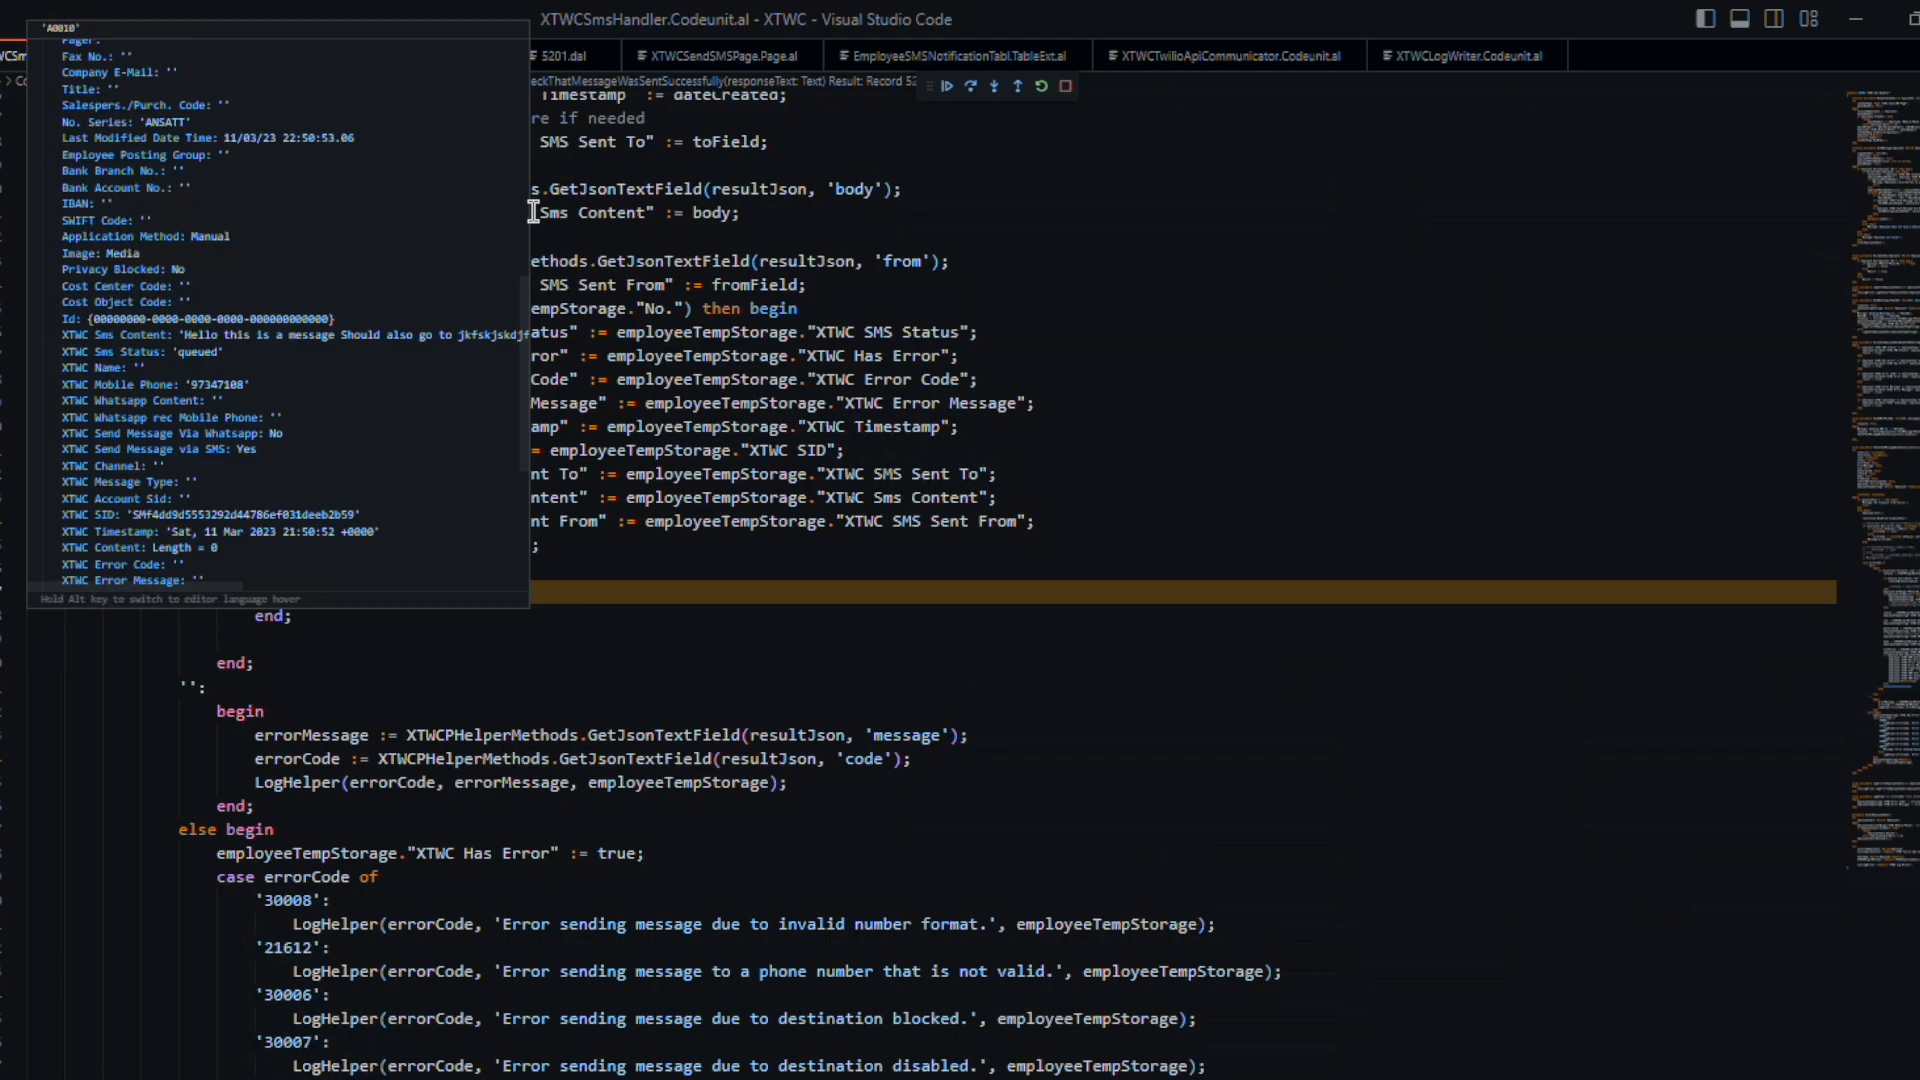 XTWCSmsHandler.Codeunit.al - XTWC - Visual Studio Code
5201.dal
XTWCSendSMSPage.Page.al
EmployeeSMSNotificationTabl.TableExt.al
XTWCTwilioApiCommunicator.Codeunit.al
XTWCLogWriter.Codeunit.al
eckThatMessageWasSentSuccessfully(responseText: Text) Result: Record 52
'A0010'
Pager:
Fax No.: ''
Company E-Mail: ''
Title: ''
Salespers./Purch. Code: ''
No. Series: 'ANSATT'
Last Modified Date Time: 11/03/23 22:50:53.06
Employee Posting Group: ''
Bank Branch No.: ''
Bank Account No.: ''
IBAN: ''
SWIFT Code: ''
Application Method: Manual
Image: Media
Privacy Blocked: No
Cost Center Code: ''
Cost Object Code: ''
Id: {00000000-0000-0000-0000-000000000000}
XTWC Sms Content: 'Hello this is a message Should also go to jkfskjskdjf
XTWC Sms Status: 'queued'
XTWC Name: ''
XTWC Mobile Phone: '97347108'
XTWC Whatsapp Content: ''
XTWC Whatsapp rec Mobile Phone: ''
XTWC Send Message Via Whatsapp: No
XTWC Send Message via SMS: Yes
XTWC Channel: ''
XTWC Message Type: ''
XTWC Account Sid: ''
XTWC SID: 'SMf4dd9d5553292d44786ef031deeb2b59'
XTWC Timestamp: 'Sat, 11 Mar 2023 21:50:52 +0000'
XTWC Content: Length = 0
XTWC Error Code: ''
XTWC Error Message: ''
Hold Alt key to switch to editor language hover
Timestamp := dateCreated;
re if needed
SMS Sent To" := toField;
s.GetJsonTextField(resultJson, 'body');
Sms Content" := body;
ethods.GetJsonTextField(resultJson, 'from');
SMS Sent From" := fromField;
empStorage."No.") then begin
atus" := employeeTempStorage."XTWC SMS Status";
ror" := employeeTempStorage."XTWC Has Error";
Code" := employeeTempStorage."XTWC Error Code";
Message" := employeeTempStorage."XTWC Error Message";
amp" := employeeTempStorage."XTWC Timestamp";
= employeeTempStorage."XTWC SID";
nt To" := employeeTempStorage."XTWC SMS Sent To";
ntent" := employeeTempStorage."XTWC Sms Content";
nt From" := employeeTempStorage."XTWC SMS Sent From";
;
end;
end;
'':
begin
errorMessage := XTWCPHelperMethods.GetJsonTextField(resultJson, 'message');
errorCode := XTWCPHelperMethods.GetJsonTextField(resultJson, 'code');
LogHelper(errorCode, errorMessage, employeeTempStorage);
end;
else begin
employeeTempStorage."XTWC Has Error" := true;
case errorCode of
'30008':
LogHelper(errorCode, 'Error sending message due to invalid number format.', employeeTempStorage);
'21612':
LogHelper(errorCode, 'Error sending message to a phone number that is not valid.', employeeTempStorage);
'30006':
LogHelper(errorCode, 'Error sending message due to destination blocked.', employeeTempStorage);
'30007':
LogHelper(errorCode, 'Error sending message due to destination disabled.', employeeTempStorage);